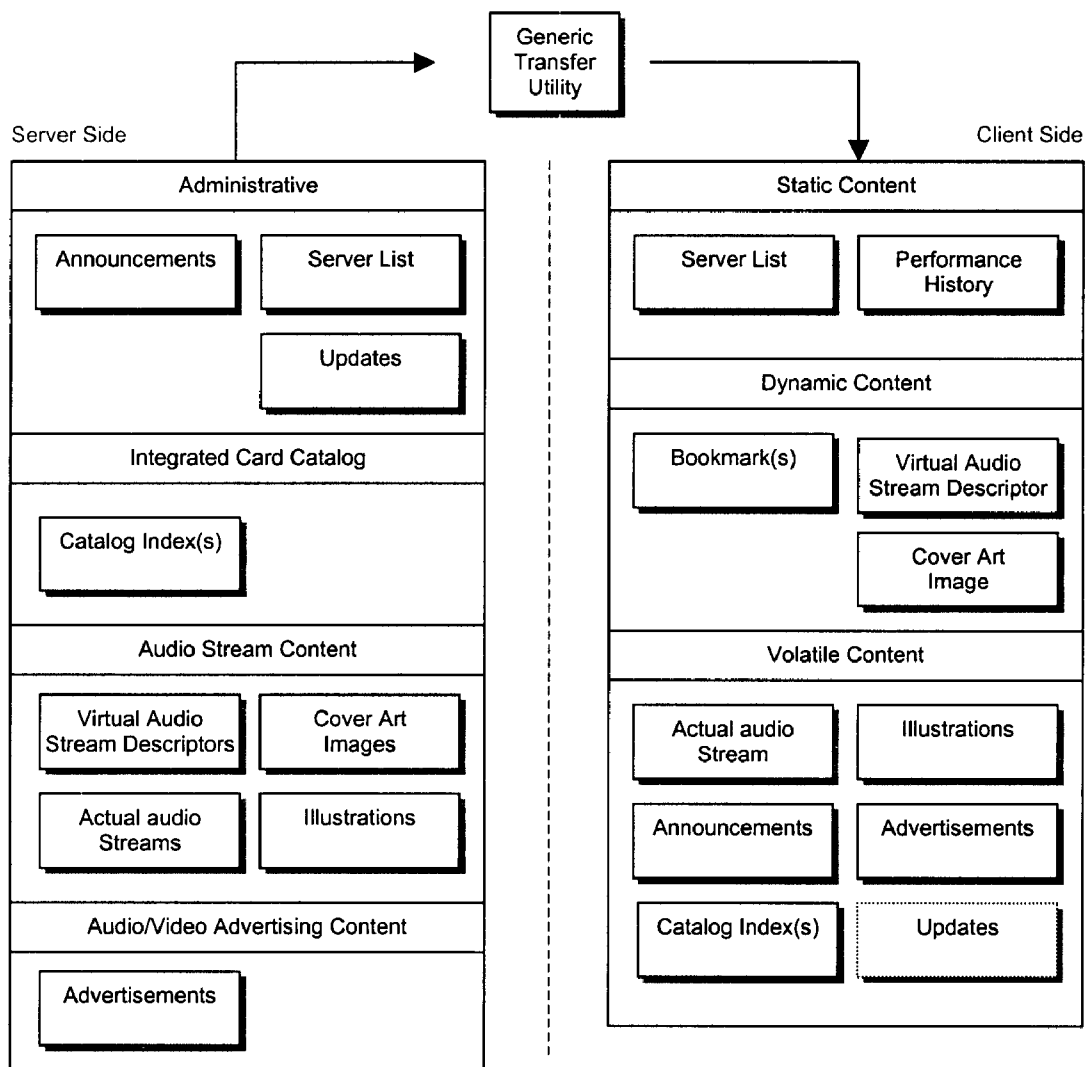 Generic
Transfer
Utility
Server Side
Client Side
Administrative
Announcements
Server List
Updates
Integrated Card Catalog
Catalog Index(s)
Audio Stream Content
Virtual Audio
Stream Descriptors
Cover Art
Images
Actual audio
Streams
Illustrations
Audio/Video Advertising Content
Advertisements
Static Content
Server List
Performance
History
Dynamic Content
Bookmark(s)
Virtual Audio
Stream Descriptor
Cover Art
Image
Volatile Content
Actual audio
Stream
Illustrations
Announcements
Advertisements
Catalog Index(s)
Updates